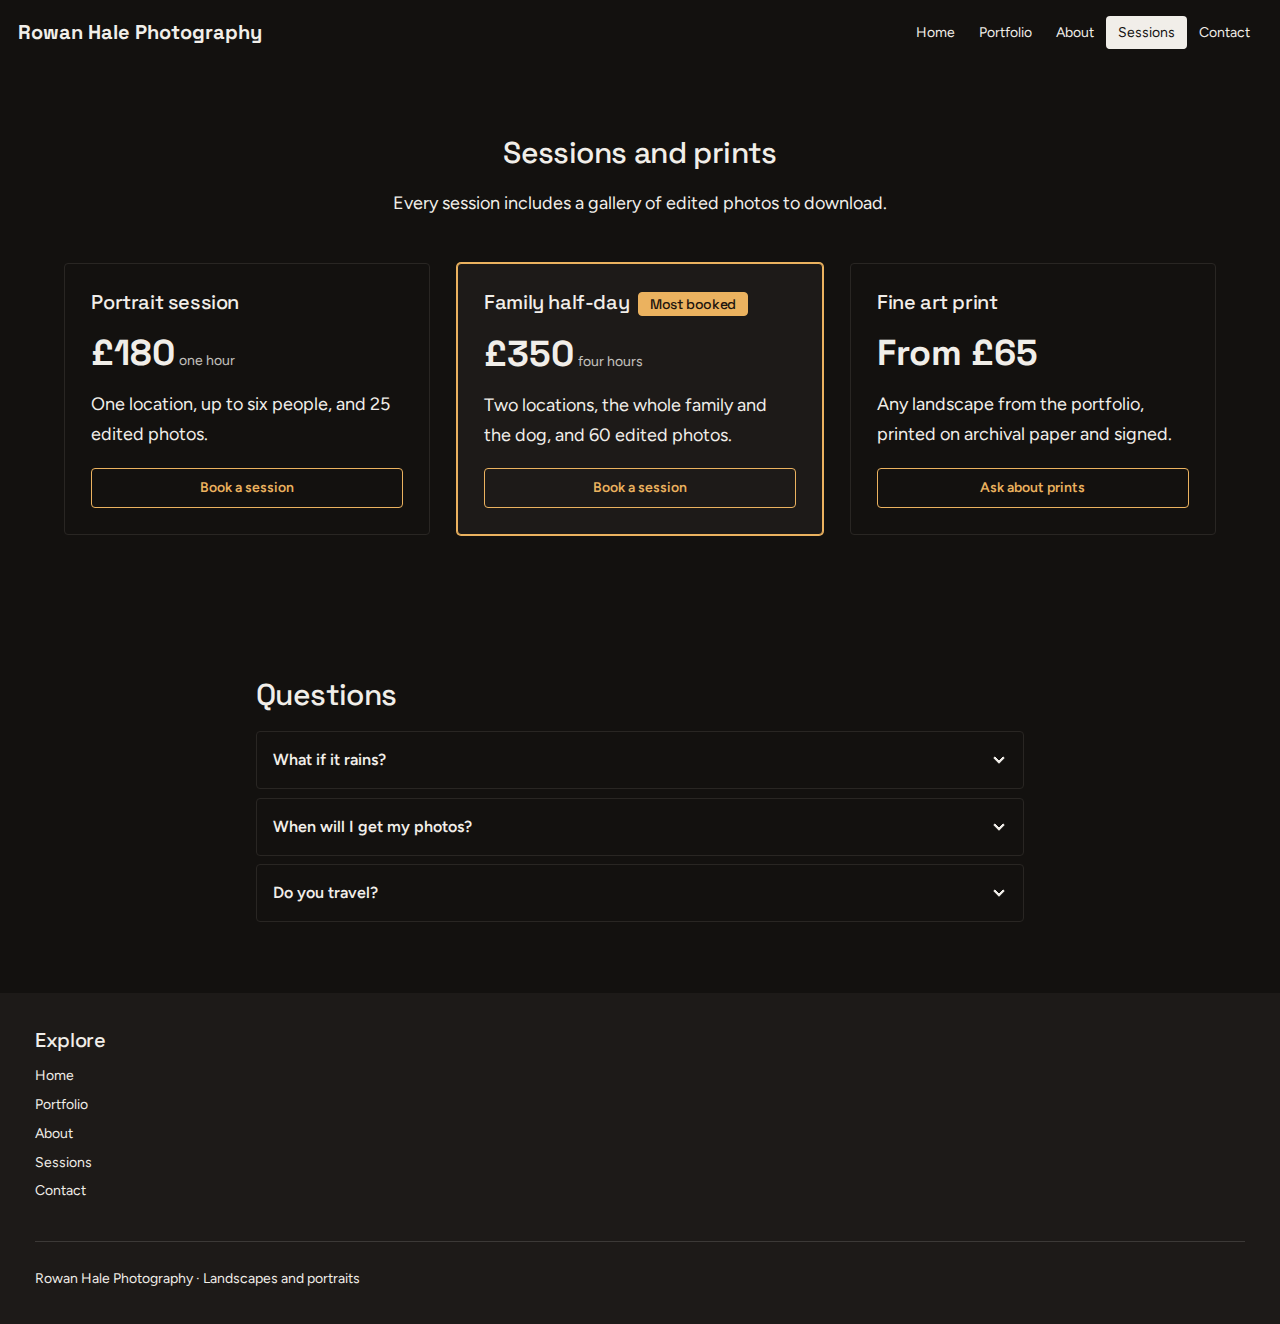 Rowan Hale Photography
Home Portfolio About Sessions Contact
Sessions and prints
Every session includes a gallery of edited photos to download.
Portrait session
£180 one hour
One location, up to six people, and 25
edited photos.
Book a session
Family half-day Most booked
£350 four hours
Two locations, the whole family and
the dog, and 60 edited photos.
Book a session
Fine art print
From £65
Any landscape from the portfolio,
printed on archival paper and signed.
Ask about prints
Questions
What if it rains?
When will I get my photos?
Do you travel?
Explore
Home
Portfolio
About
Sessions
Contact
Rowan Hale Photography · Landscapes and portraits